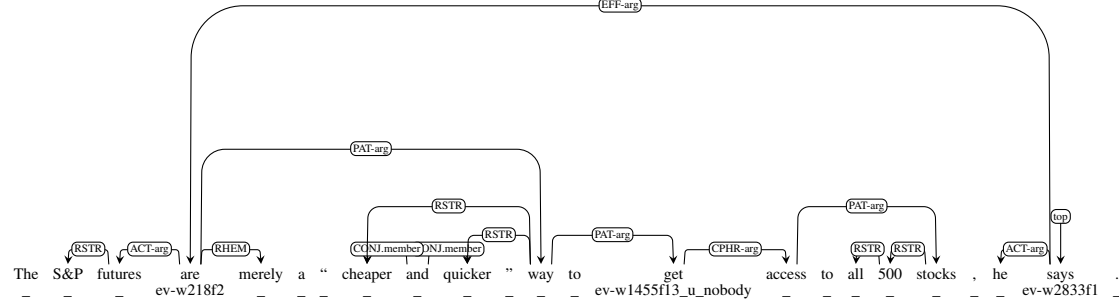 EFF-arg
PAT-arg
RSTR PAT-arg
top
RSTR ACT-arg RHEM CONJ.member ONJ.member RSTR PAT-arg CPHR-arg RSTR RSTR ACT-arg
The S&P futures are merely a “ cheaper and quicker ” way to get access to all 500 stocks , he says .
_ _ _ ev-w218f2 _ _ _ _ _ _ _ _ _ ev-w1455f13_u_nobody _ _ _ _ _ _ _ ev-w2833f1 _